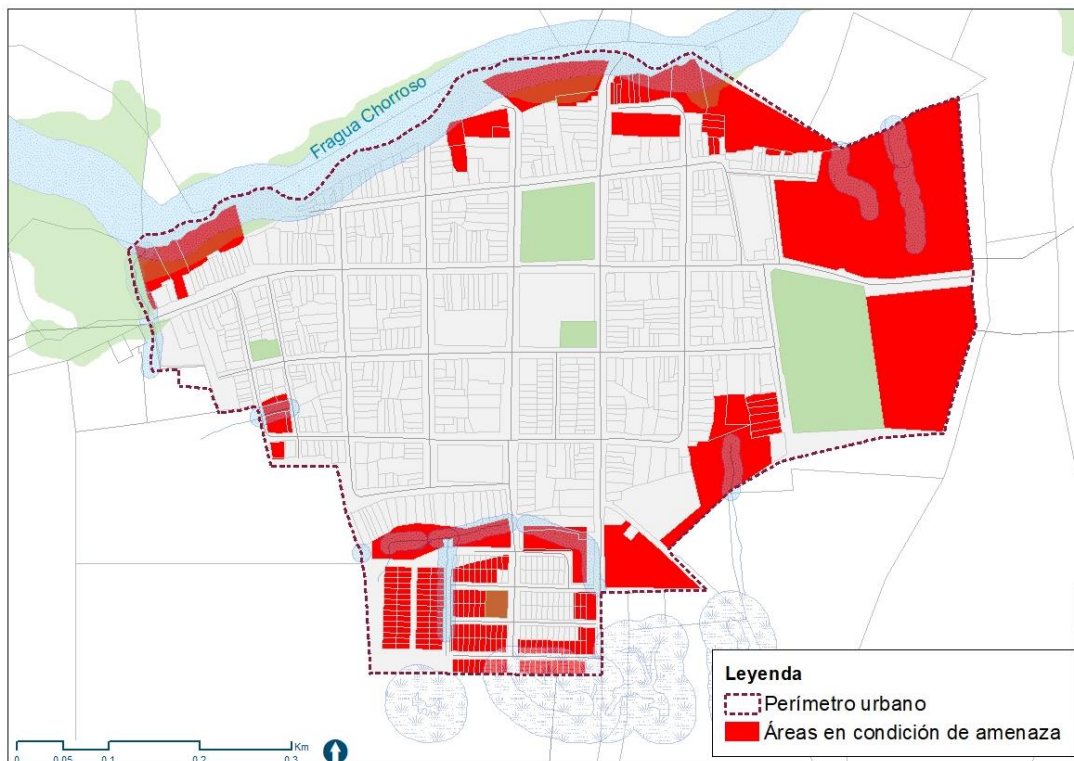 Fragua Chorroso
Leyenda
Perímetro urbano
Áreas en condición de amenaza
Km
0 0.05 0.1 0.2 0.3